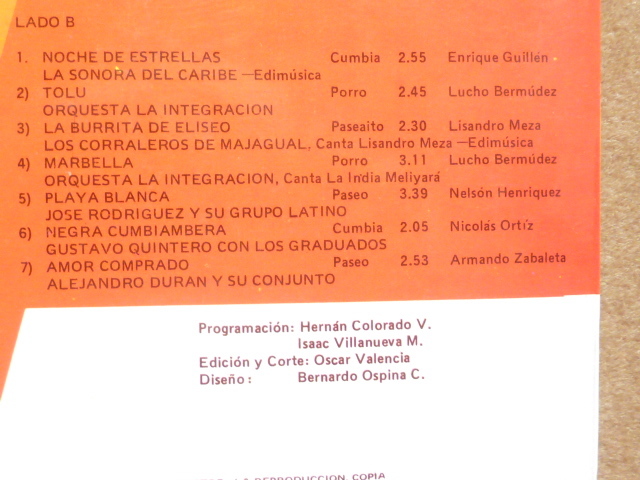 LADO B
1. NOCHE DE ESTRELLAS Cumbia 2.55 Enrique Guillén
LA SONORA DEL CARIBE —Edimúsica
2) TOLU Porro 2.45 Lucho Bermúdez
ORQUESTA LA INTEGRACION
3) LA BURRITA DE ELISEO Paseaito 2.30 Lisandro Meza
LOS CORRALEROS DE MAJAGUAL, Canta Lisandro Meza —Edimúsica
4) MARBELLA Porro 3.11 Lucho Bermúdez
ORQUESTA LA INTEGRACION, Canta La India Meliyará
5) PLAYA BLANCA Paseo 3.39 Nelsón Henríquez
JOSE RODRIGUEZ Y SU GRUPO LATINO
6) NEGRA CUMBIAMBERA Cumbia 2.05 Nicolás Ortíz
GUSTAVO QUINTERO CON LOS GRADUADOS
7) AMOR COMPRADO Paseo 2.53 Armando Zabaleta
ALEJANDRO DURAN Y SU CONJUNTO
Programación: Hernán Colorado V.
Isaac Villanueva M.
Edición y Corte: Oscar Valencia
Diseño: Bernardo Ospina C.
LA REPRODUCCION, COPIA